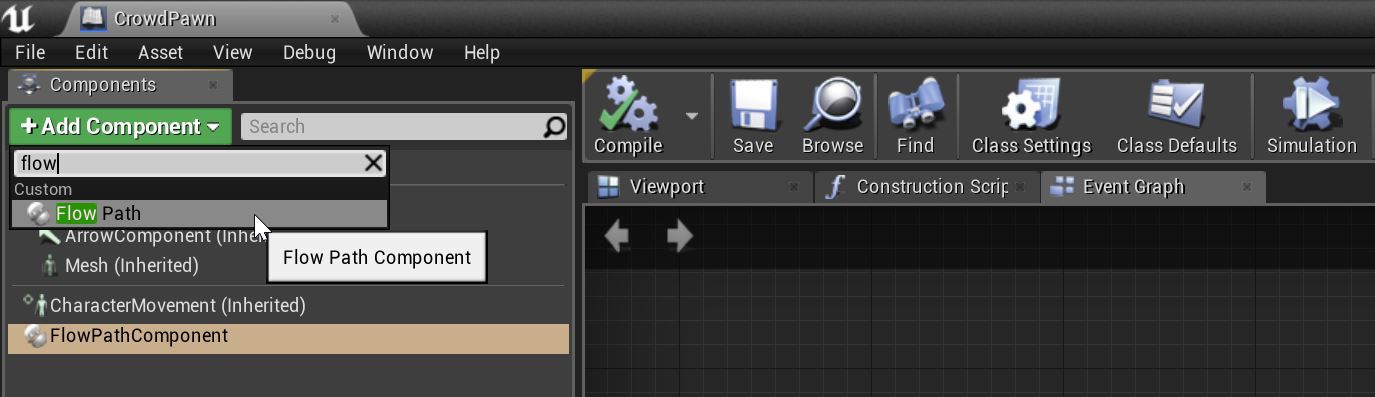 CrowdPawn
File Edit Asset View Debug Window Help
Components
+ Add Component
Search
flow
Custom
Flow Path
ArrowComponent (Inher
Flow Path Component
Mesh (Inherited)
CharacterMovement (Inherited)
FlowPathComponent
Compile Save Browse Find Class Settings Class Defaults Simulation
Viewport Construction Scrip Event Graph